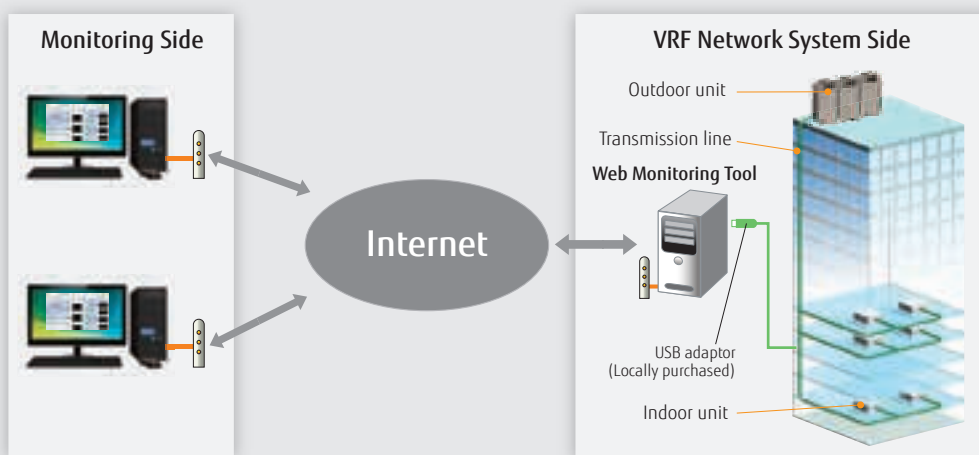 Monitoring Side
VRF Network System Side
Outdoor unit
Transmission line
Web Monitoring Tool
Internet
USB adaptor
(Locally purchased)
Indoor unit